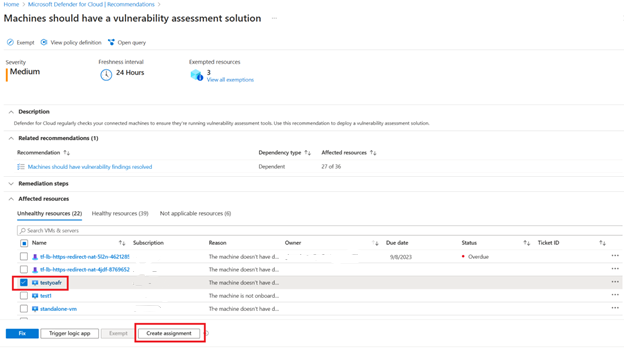 Home > Microsoft Defender for Cloud | Recommendations >
Machines should have a vulnerability assessment solution ...
Exempt View policy definition Open query
Severity Freshness interval Exempted resources
Medium 24 Hours 3
View all exemptions
Description
Defender for Cloud regularly checks your connected machines to ensure they're running vulnerability assessment tools. Use this recommendation to deploy a vulnerability assessment solution.
Related recommendations (1)
Recommendation Dependency type Affected resources
Machines should have vulnerability findings resolved Dependent 27 of 36
Remediation steps
Affected resources
Unhealthy resources (22) Healthy resources (39) Not applicable resources (6)
Search VMs & servers
Name Subscription Reason Owner Due date Status Ticket ID
tf-lb-https-redirect-nat-5l2n-4621285 The machine doesn't have d... 9/8/2023 Overdue ...
tf-lb-https-redirect-nat-4jdf-8769652 The machine doesn't have d... ...
testyoafr The machine doesn't have d... ...
test1 The machine is not onboard... ...
standalone-vm The machine doesn't have d... ...
Fix Trigger logic app Exempt Create assignment